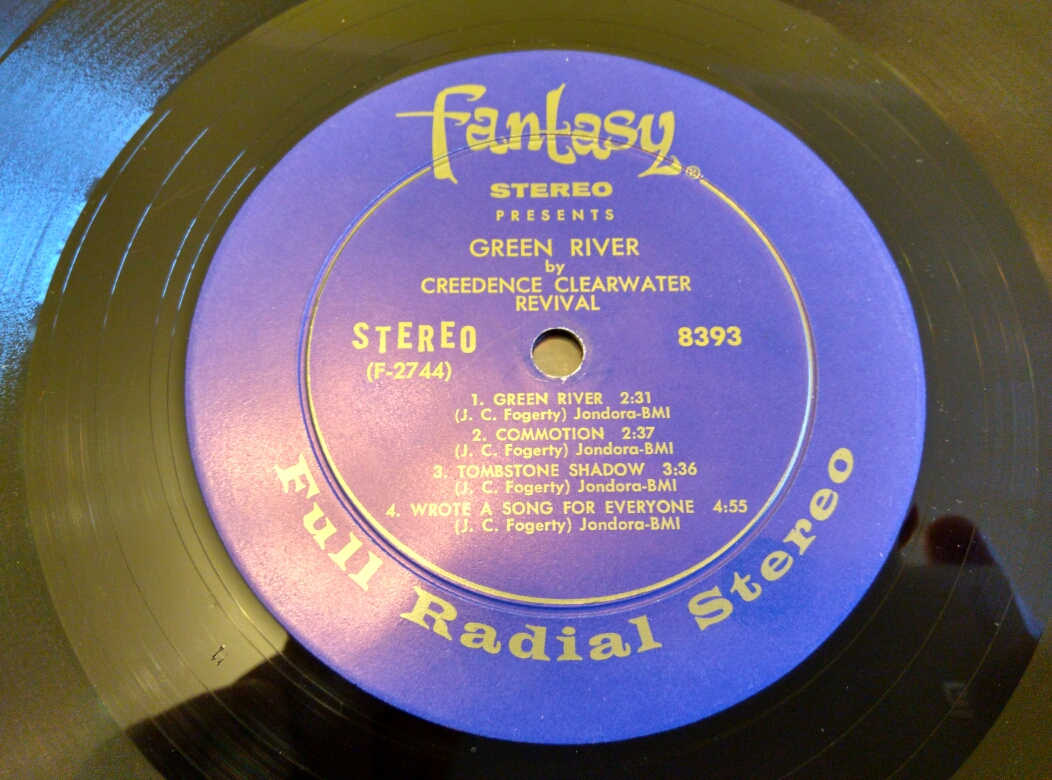 Fantasy ®
STEREO
PRESENTS
GREEN RIVER
by
CREEDENCE CLEARWATER
REVIVAL
STEREO 8393
(F-2744)
1. GREEN RIVER 2:31
(J. C. Fogerty) Jondora-BMI
2. COMMOTION 2:37
(J. C. Fogerty) Jondora-BMI
3. TOMBSTONE SHADOW 3:36
(J. C. Fogerty) Jondora-BMI
4. WROTE A SONG FOR EVERYONE 4:55
(J. C. Fogerty) Jondora-BMI
Full Radial Stereo